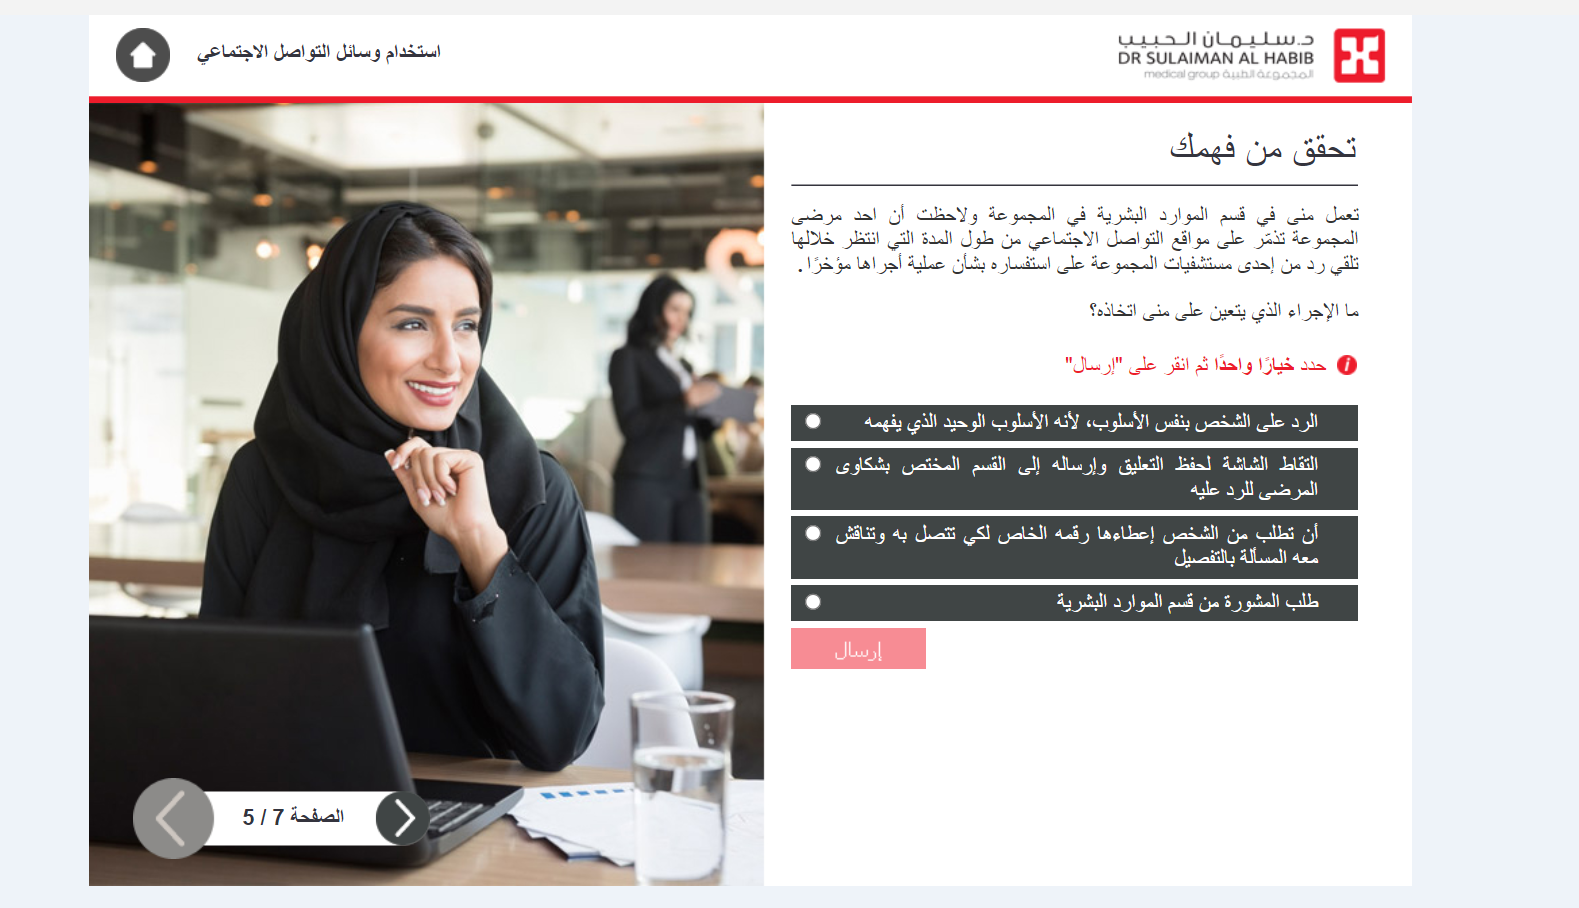 استخدام وسائل التواصل الاجتماعي
د. سليمان الحبيب
DR SULAIMAN AL HABIB
medical group المجموعة الطبية
تحقق من فهمك
تعمل منى في قسم الموارد البشرية في المجموعة ولاحظت أن احد مرضى
المجموعة تذمّر على مواقع التواصل الاجتماعي من طول المدة التي انتظر خلالها
تلقي رد من إحدى مستشفيات المجموعة على استفساره بشأن عملية أجراها مؤخرًا.
ما الإجراء الذي يتعين على منى اتخاذه؟
حدد خيارًا واحدًا ثم انقر على "إرسال"
الرد على الشخص بنفس الأسلوب، لأنه الأسلوب الوحيد الذي يفهمه
التقاط الشاشة لحفظ التعليق وإرساله إلى القسم المختص بشكاوى
المرضى للرد عليه
أن تطلب من الشخص إعطاءها رقمه الخاص لكي تتصل به وتناقش
معه المسألة بالتفصيل
طلب المشورة من قسم الموارد البشرية
إرسال
الصفحة 7 / 5